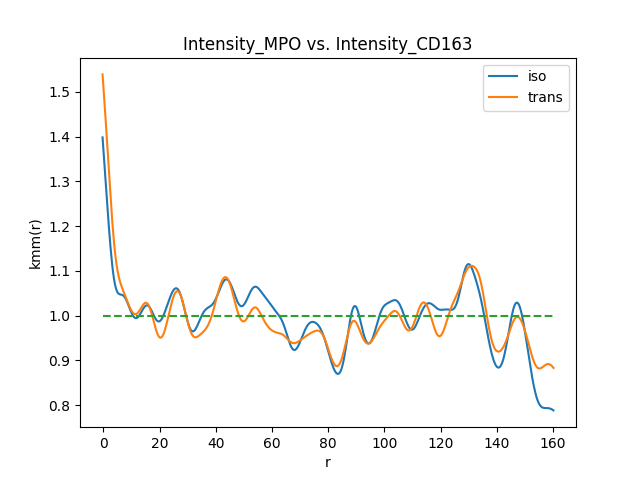 Intensity_MPO vs. Intensity_CD163
iso
trans
1.5
1.4
1.3
1.2
1.1
1.0
0.9
0.8
kmm(r)
0 20 40 60 80 100 120 140 160
r